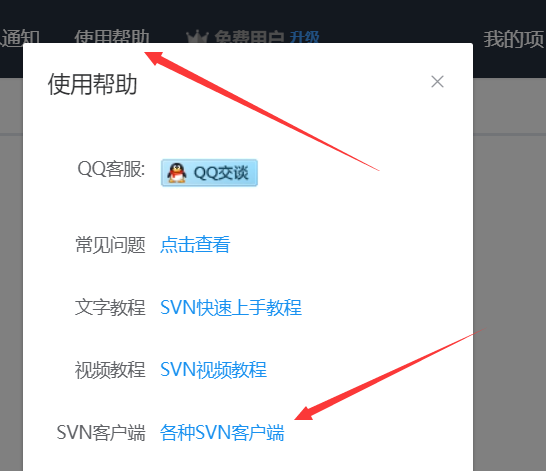 通知 使用帮助 免费用户 升级 我的项
使用帮助
QQ客服: QQ交谈
常见问题 点击查看
文字教程 SVN快速上手教程
视频教程 SVN视频教程
SVN客户端 各种SVN客户端